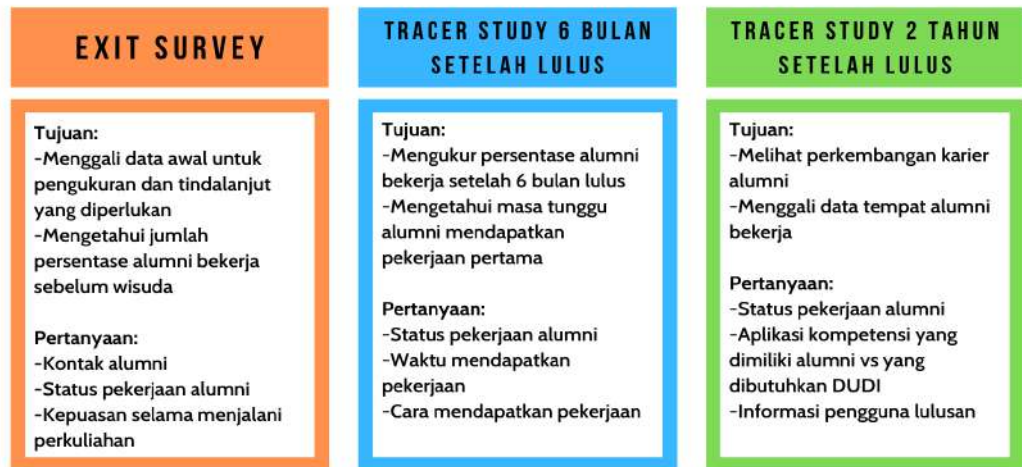 EXIT SURVEY
Tujuan:
-Menggali data awal untuk
pengukuran dan tindalanjut
yang diperlukan
-Mengetahui jumlah
persentase alumni bekerja
sebelum wisuda
Pertanyaan:
-Kontak alumni
-Status pekerjaan alumni
-Kepuasan selama menjalani
perkuliahan
TRACER STUDY 6 BULAN
SETELAH LULUS
Tujuan:
-Mengukur persentase alumni
bekerja setelah 6 bulan lulus
-Mengetahui masa tunggu
alumni mendapatkan
pekerjaan pertama
Pertanyaan:
-Status pekerjaan alumni
-Waktu mendapatkan
pekerjaan
-Cara mendapatkan pekerjaan
TRACER STUDY 2 TAHUN
SETELAH LULUS
Tujuan:
-Melihat perkembangan karier
alumni
-Menggali data tempat alumni
bekerja
Pertanyaan:
-Status pekerjaan alumni
-Aplikasi kompetensi yang
dimiliki alumni vs yang
dibutuhkan DUDI
-Informasi pengguna lulusan